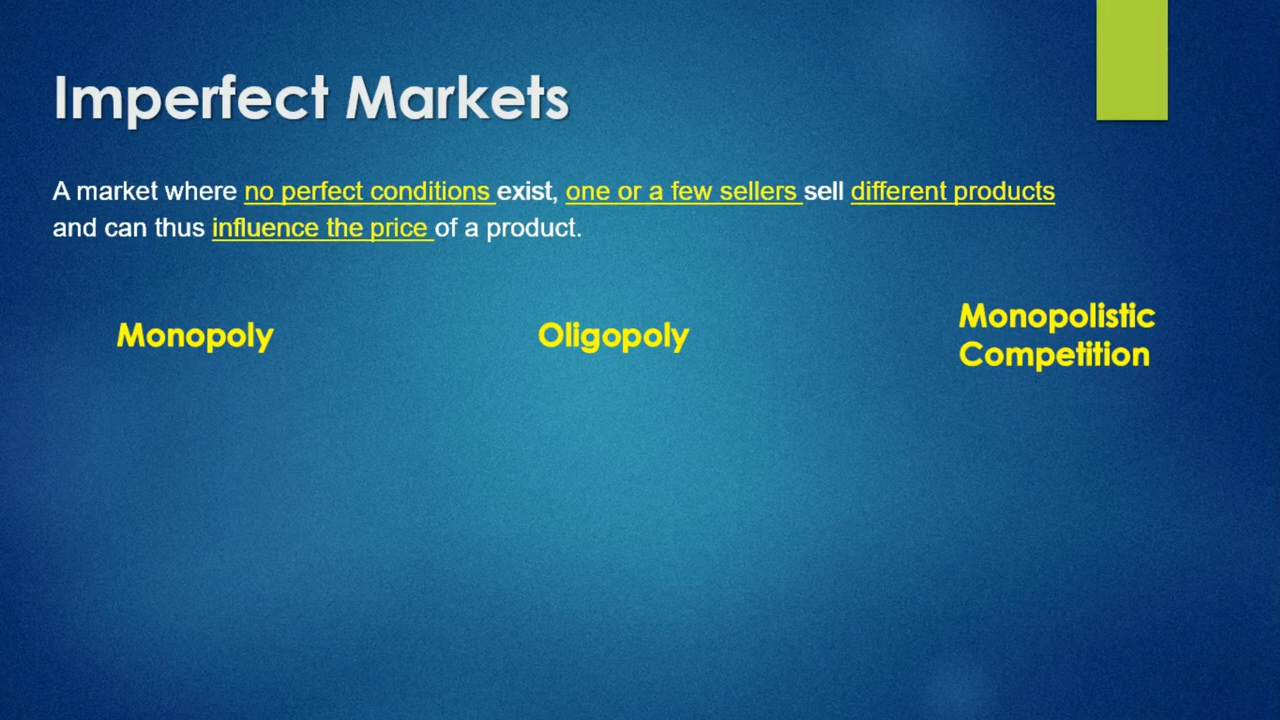 Imperfect Markets
A market where no perfect conditions exist, one or a few sellers sell different products
and can thus influence the price of a product.
Monopoly
Oligopoly
Monopolistic
Competition